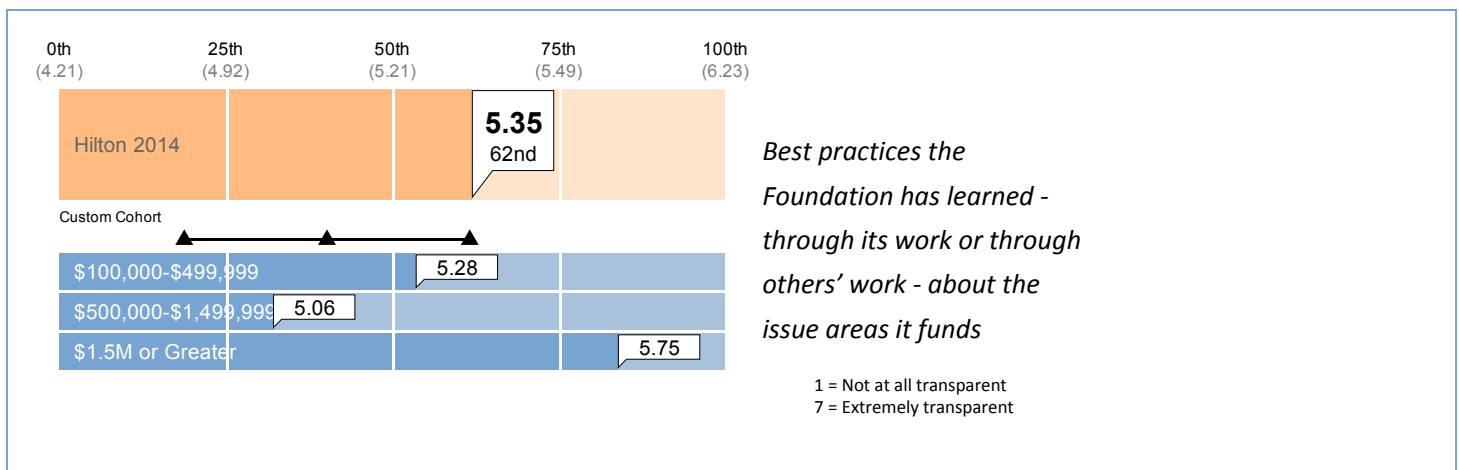 0th 25th 50th 75th 100th
(4.21) (4.92) (5.21) (5.49) (6.23)
Hilton 2014
5.35
62nd
Custom Cohort
$100,000-$499,999 5.28
$500,000-$1,499,999 5.06
$1.5M or Greater 5.75
Best practices the
Foundation has learned -
through its work or through
others’ work - about the
issue areas it funds
1 = Not at all transparent
7 = Extremely transparent